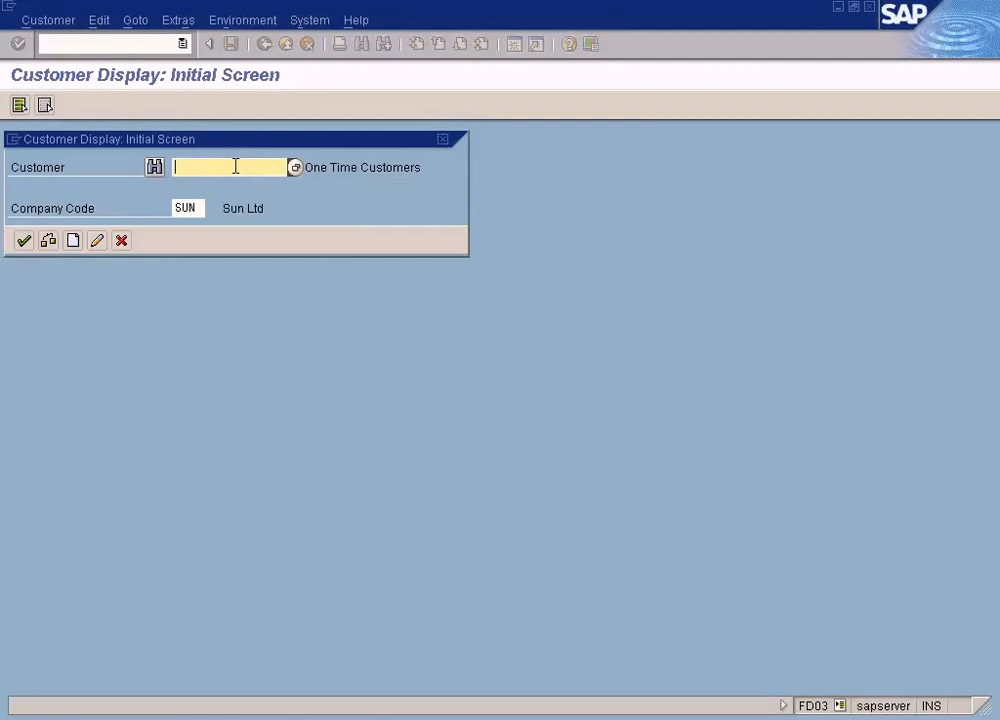 Customer Edit Goto Extras Environment System Help
SAP
Customer Display: Initial Screen
Customer Display: Initial Screen
Customer One Time Customers
Company Code SUN Sun Ltd
FD03 sapserver INS